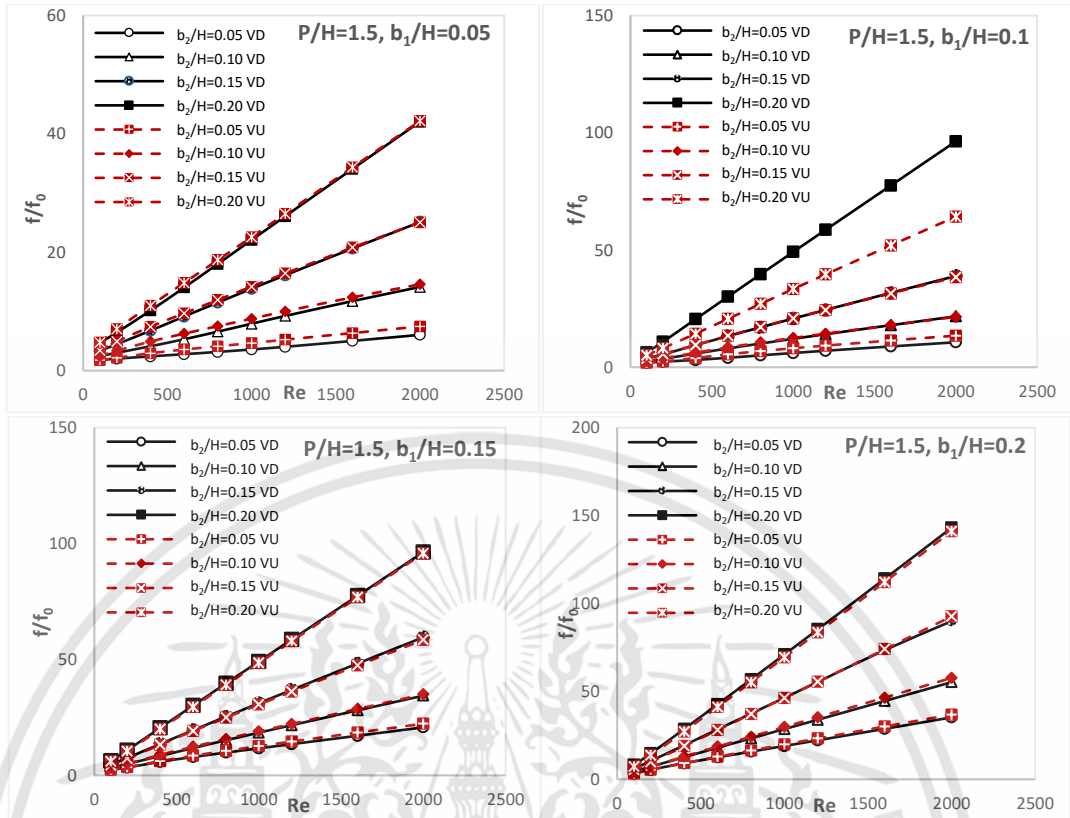 P/H=1.5, b₁/H=0.05
60
40
20
0
f/f₀
b₂/H=0.05 VD
b₂/H=0.10 VD
b₂/H=0.15 VD
b₂/H=0.20 VD
b₂/H=0.05 VU
b₂/H=0.10 VU
b₂/H=0.15 VU
b₂/H=0.20 VU
0 500 1000 1500 2000 2500
Re
P/H=1.5, b₁/H=0.1
150
100
50
0
f/f₀
b₂/H=0.05 VD
b₂/H=0.10 VD
b₂/H=0.15 VD
b₂/H=0.20 VD
b₂/H=0.05 VU
b₂/H=0.10 VU
b₂/H=0.15 VU
b₂/H=0.20 VU
0 500 1000 1500 2000 2500
Re
P/H=1.5, b₁/H=0.15
150
100
50
0
f/f₀
b₂/H=0.05 VD
b₂/H=0.10 VD
b₂/H=0.15 VD
b₂/H=0.20 VD
b₂/H=0.05 VU
b₂/H=0.10 VU
b₂/H=0.15 VU
b₂/H=0.20 VU
0 500 1000 1500 2000 2500
Re
P/H=1.5, b₁/H=0.2
200
150
100
50
0
f/f₀
b₂/H=0.05 VD
b₂/H=0.10 VD
b₂/H=0.15 VD
b₂/H=0.20 VD
b₂/H=0.05 VU
b₂/H=0.10 VU
b₂/H=0.15 VU
b₂/H=0.20 VU
0 500 1000 1500 2000 2500
Re